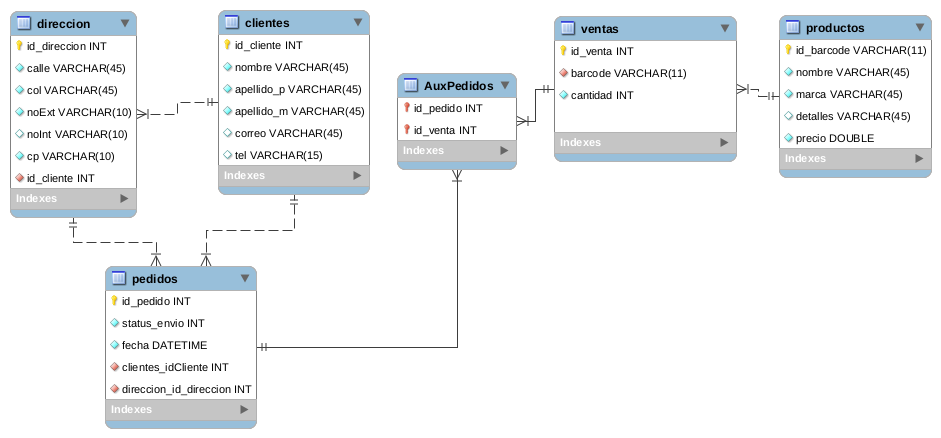 direccion
id_direccion INT
calle VARCHAR(45)
col VARCHAR(45)
noExt VARCHAR(10)
noInt VARCHAR(10)
cp VARCHAR(10)
id_cliente INT
Indexes
clientes
id_cliente INT
nombre VARCHAR(45)
apellido_p VARCHAR(45)
apellido_m VARCHAR(45)
correo VARCHAR(45)
tel VARCHAR(15)
Indexes
AuxPedidos
id_pedido INT
id_venta INT
Indexes
ventas
id_venta INT
barcode VARCHAR(11)
cantidad INT
Indexes
productos
id_barcode VARCHAR(11)
nombre VARCHAR(45)
marca VARCHAR(45)
detalles VARCHAR(45)
precio DOUBLE
Indexes
pedidos
id_pedido INT
status_envio INT
fecha DATETIME
clientes_idCliente INT
direccion_id_direccion INT
Indexes